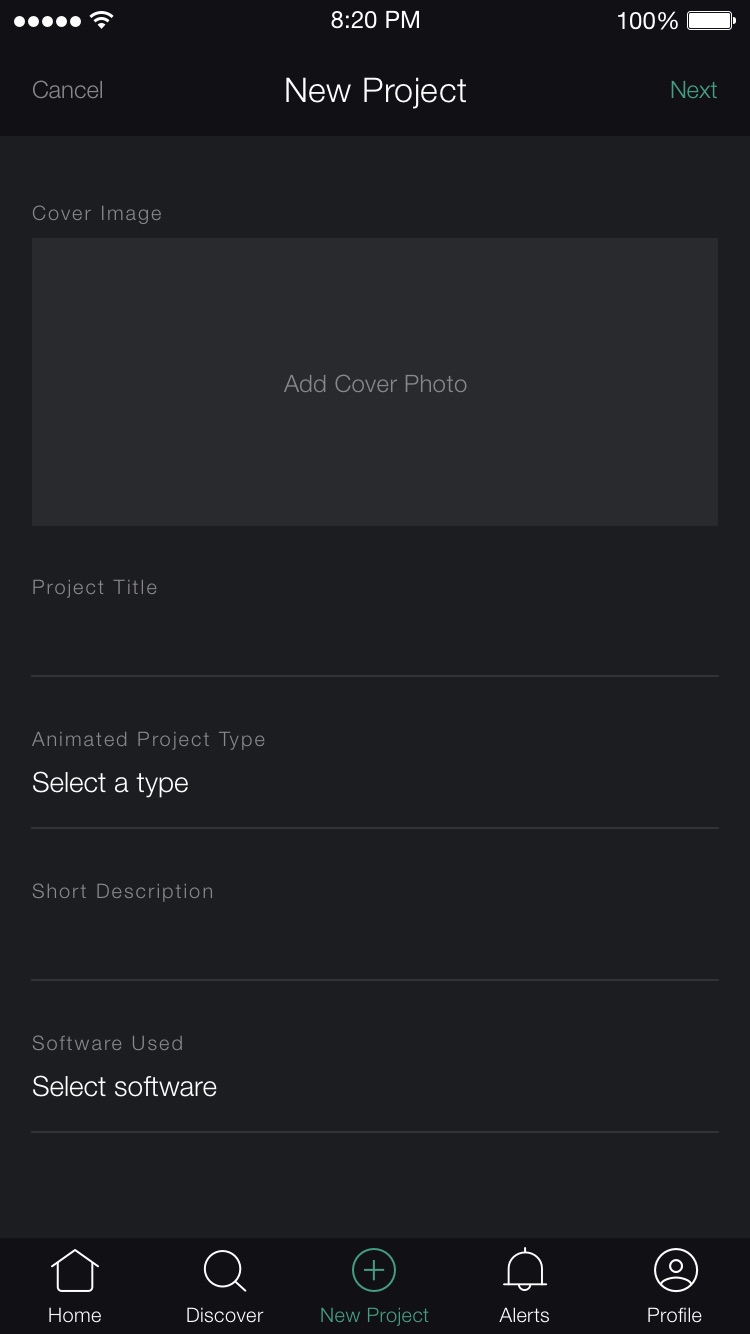 8:20 PM 100%
Cancel New Project Next
Cover Image
Add Cover Photo
Project Title
Animated Project Type
Select a type
Short Description
Software Used
Select software
Home Discover New Project Alerts Profile